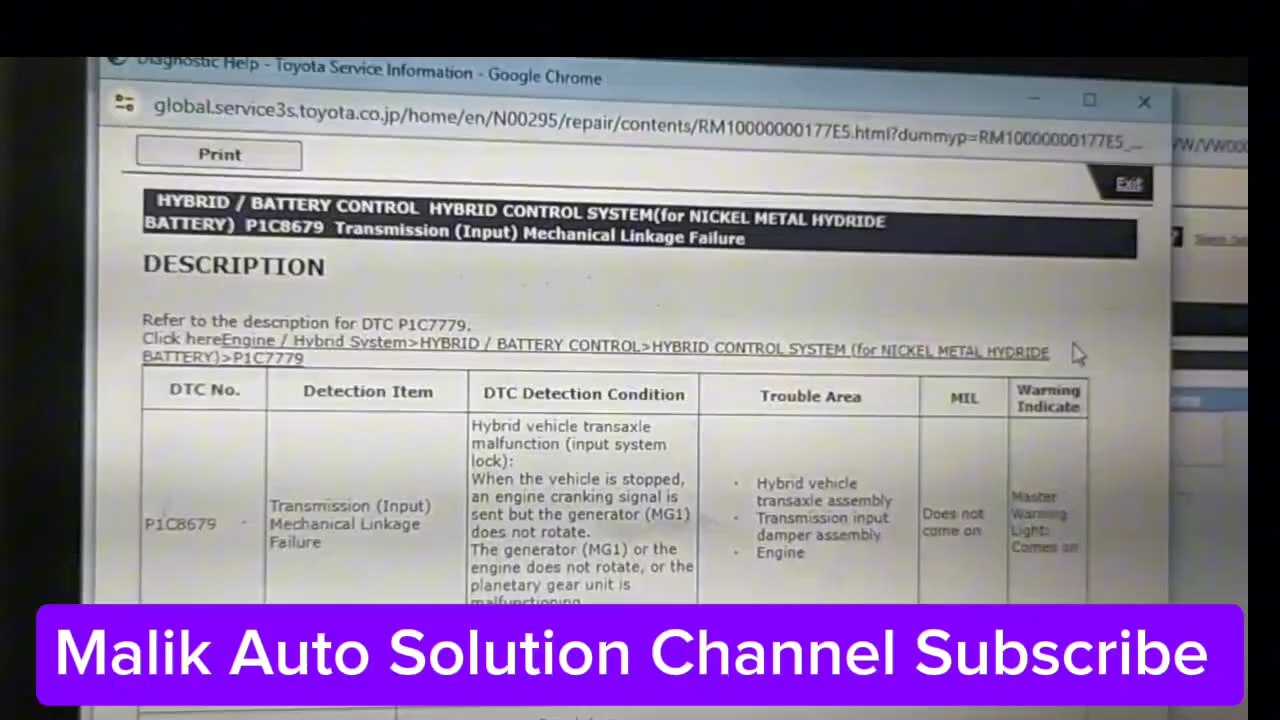 Diagnostic Help - Toyota Service Information - Google Chrome
global.service3s.toyota.co.jp/home/en/N00295/repair/contents/RM10000000177E5.html?dummyp=RM10000000177E5_...
Print
Exit
HYBRID / BATTERY CONTROL HYBRID CONTROL SYSTEM(for NICKEL METAL HYDRIDE
BATTERY) P1C8679 Transmission (Input) Mechanical Linkage Failure
DESCRIPTION
Refer to the description for DTC P1C7779.
Click hereEngine / Hybrid System>HYBRID / BATTERY CONTROL>HYBRID CONTROL SYSTEM (for NICKEL METAL HYDRIDE
BATTERY)>P1C7779
DTC No.
Detection Item
DTC Detection Condition
Trouble Area
MIL
Warning
Indicate
P1C8679
Transmission (Input)
Mechanical Linkage
Failure
Hybrid vehicle transaxle
malfunction (input system
lock):
When the vehicle is stopped,
an engine cranking signal is
sent but the generator (MG1)
does not rotate.
The generator (MG1) or the
engine does not rotate, or the
planetary gear unit is
malfunctioning.
· Hybrid vehicle
transaxle assembly
· Transmission input
damper assembly
· Engine
Does not
come on
Master
Warning
Light:
Comes on
Malik Auto Solution Channel Subscribe